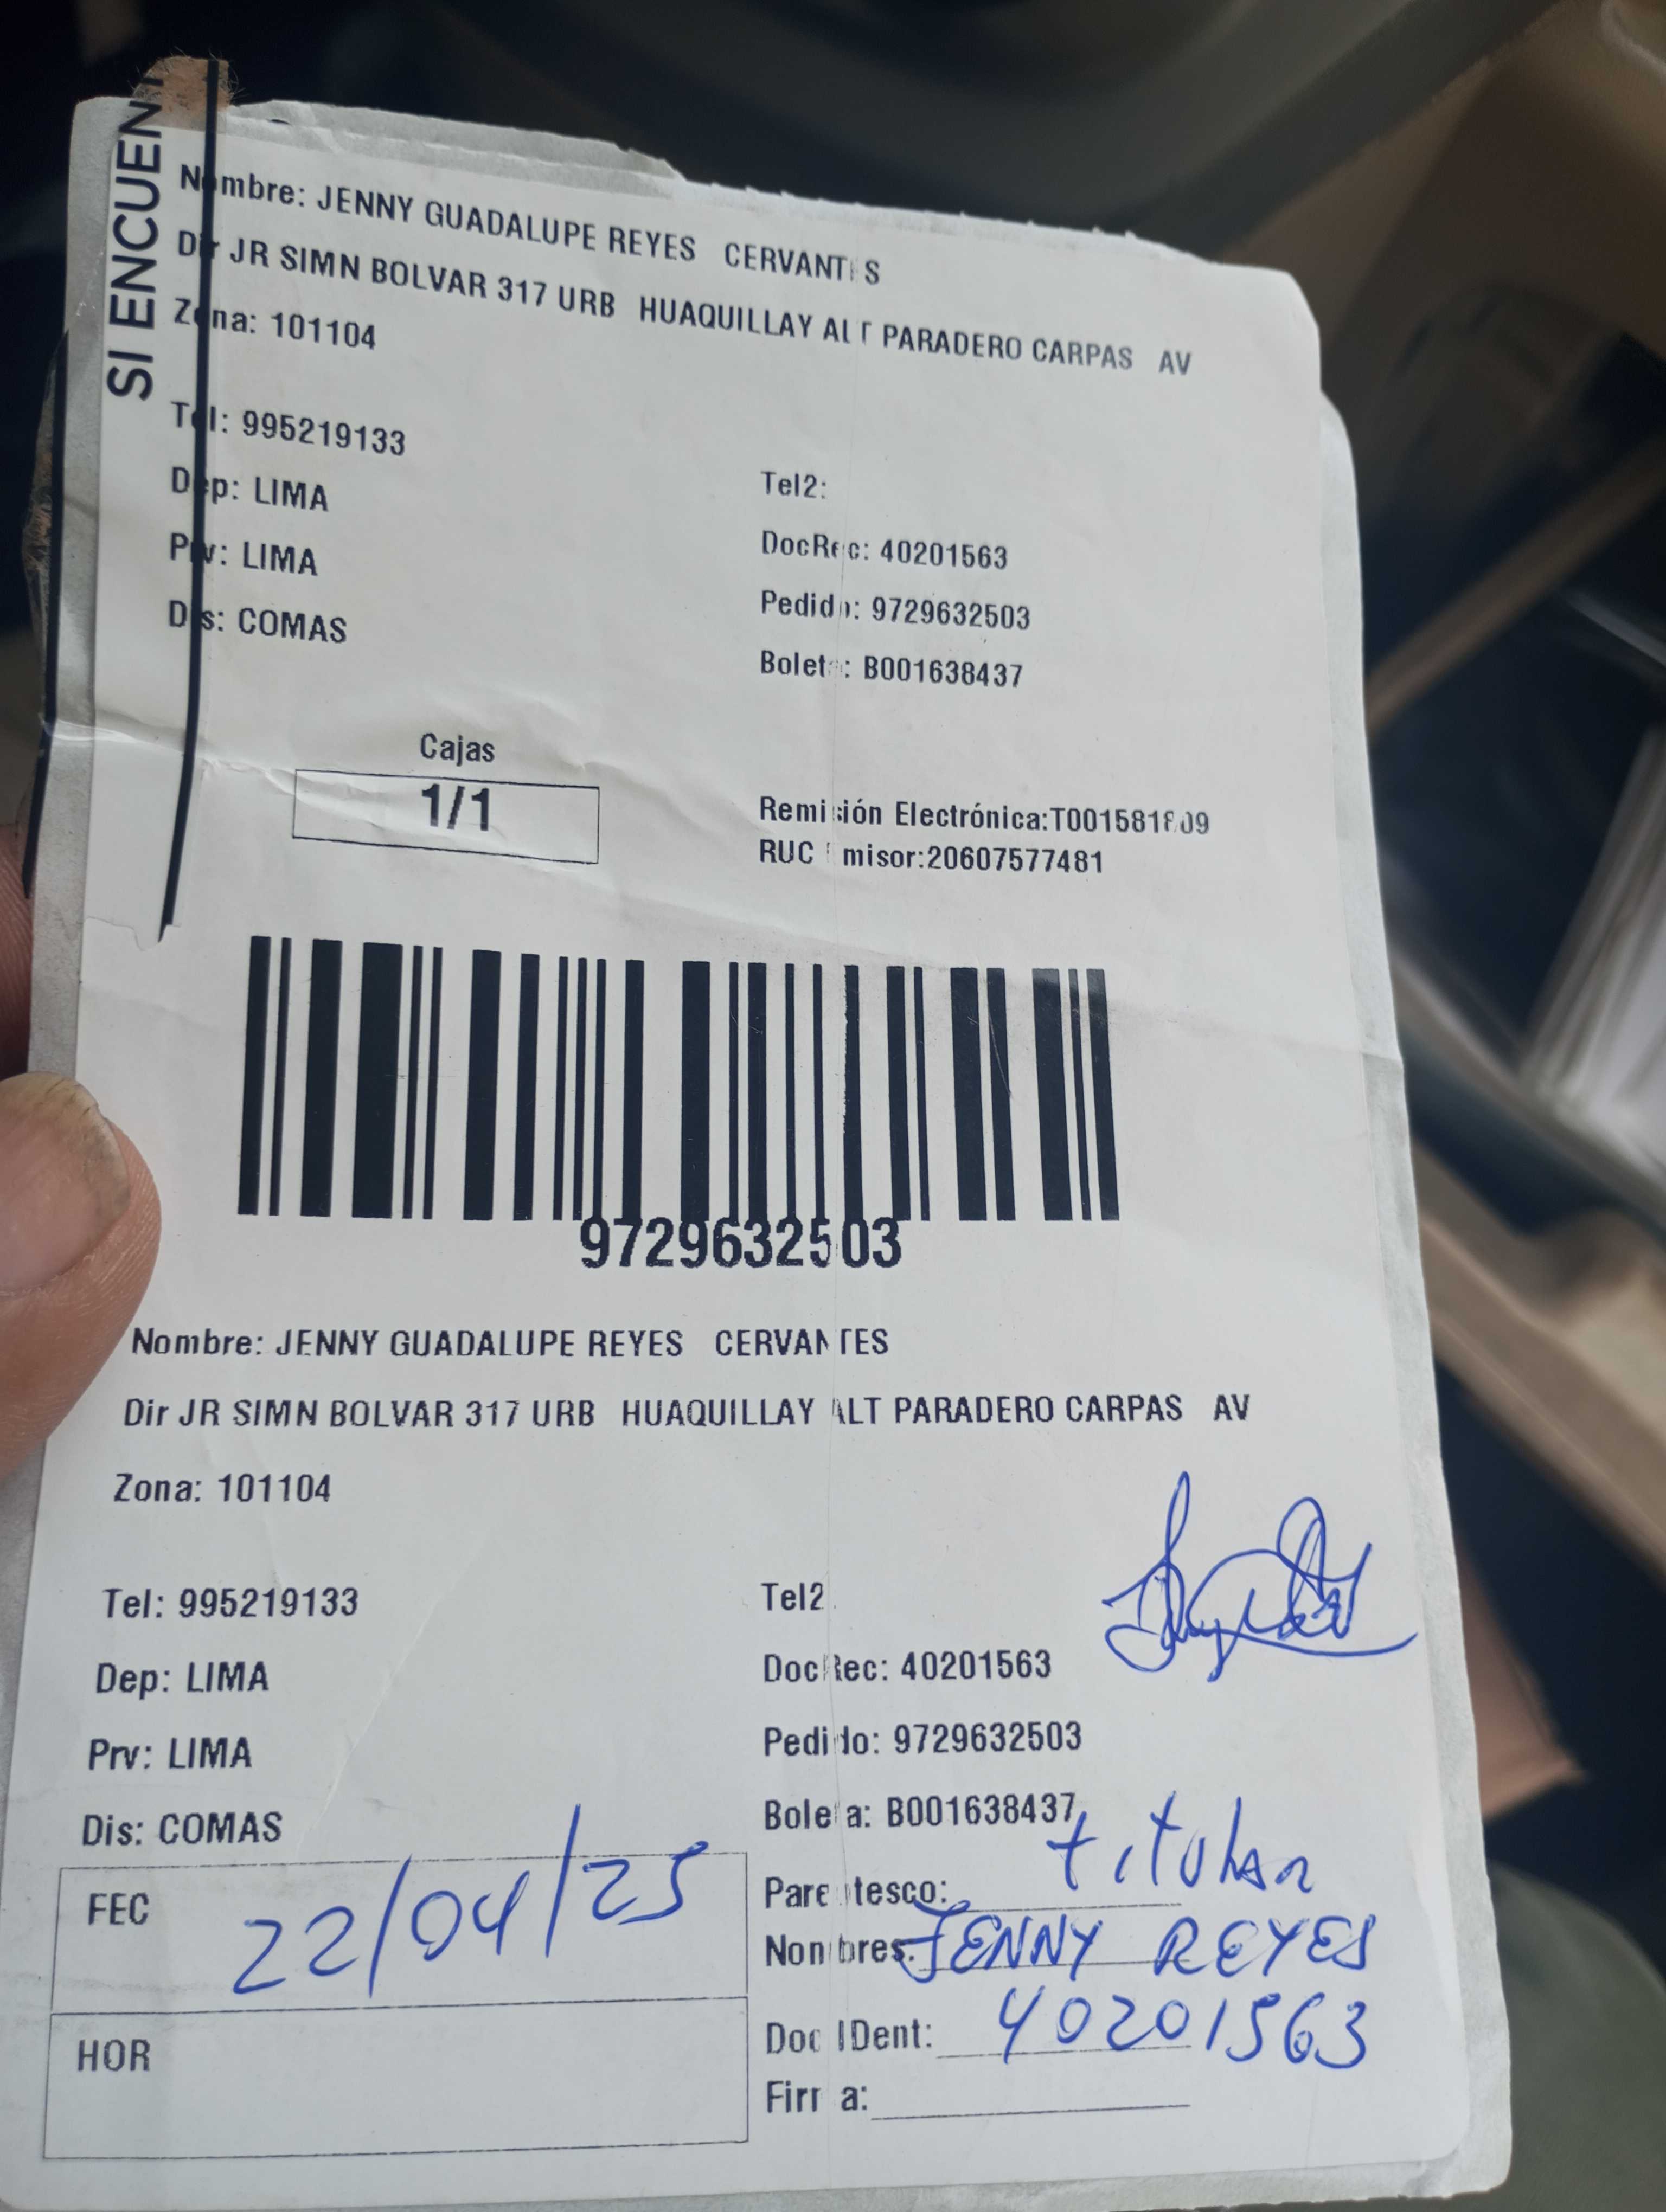 SI ENCUEN
Nombre: JENNY GUADALUPE REYES CERVANTES
Dir JR SIMN BOLVAR 317 URB HUAQUILLAY ALT PARADERO CARPAS AV
Zona: 101104
Tel: 995219133
Tel2:
Dep: LIMA
DocRec: 40201563
Prv: LIMA
Pedido: 9729632503
Dis: COMAS
Boleta: B001638437
Cajas
1/1
Remisión Electrónica:T001581809
RUC Emisor:20607577481
9729632503
Nombre: JENNY GUADALUPE REYES CERVANTES
Dir JR SIMN BOLVAR 317 URB HUAQUILLAY ALT PARADERO CARPAS AV
Zona: 101104
Tel: 995219133
Tel2
Dep: LIMA
DocRec: 40201563
Prv: LIMA
Pedido: 9729632503
Dis: COMAS
Boleta: B001638437
FEC 22/04/25
Parentesco: titular
Nombres: JENNY REYES
HOR
Doc IDent: 40201563
Firma: